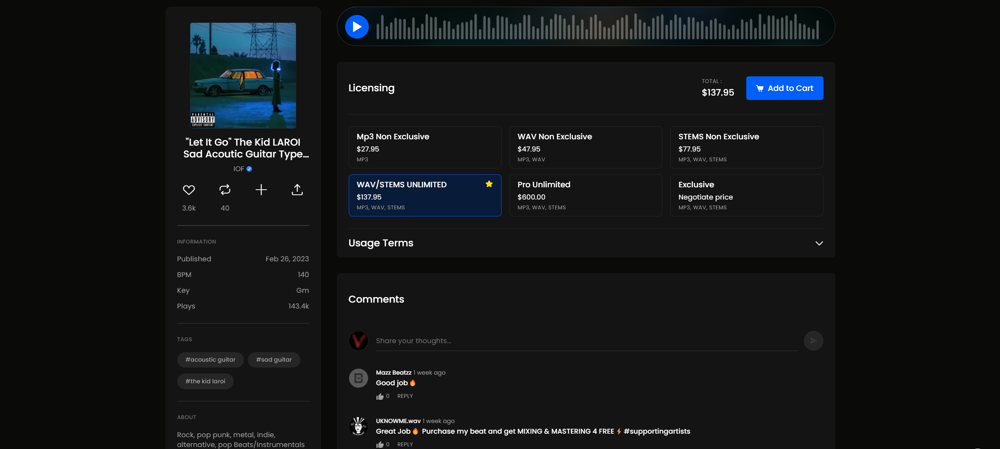 PARENTAL
ADVISORY
EXPLICIT CONTENT
"Let It Go" The Kid LAROI
Sad Acoutic Guitar Type...
IOF
3.6k
40
INFORMATION
Published Feb 26, 2023
BPM 140
Key Gm
Plays 143.4k
TAGS
#acoustic guitar #sad guitar
#the kid laroi
ABOUT
Rock, pop punk, metal, indie,
alternative, pop Beats/Instrumentals
Licensing
TOTAL :
$137.95
Add to Cart
Mp3 Non Exclusive
$27.95
MP3
WAV Non Exclusive
$47.95
MP3, WAV
STEMS Non Exclusive
$77.95
MP3, WAV, STEMS
WAV/STEMS UNLIMITED
$137.95
MP3, WAV, STEMS
Pro Unlimited
$600.00
MP3, WAV, STEMS
Exclusive
Negotiate price
MP3, WAV, STEMS
Usage Terms
Comments
Share your thoughts...
Mazz Beatzz 1 week ago
Good job🔥
0 REPLY
UKNOWME.wav 1 week ago
Great Job🔥 Purchase my beat and get MIXING & MASTERING 4 FREE⚡#supportingartists
0 REPLY